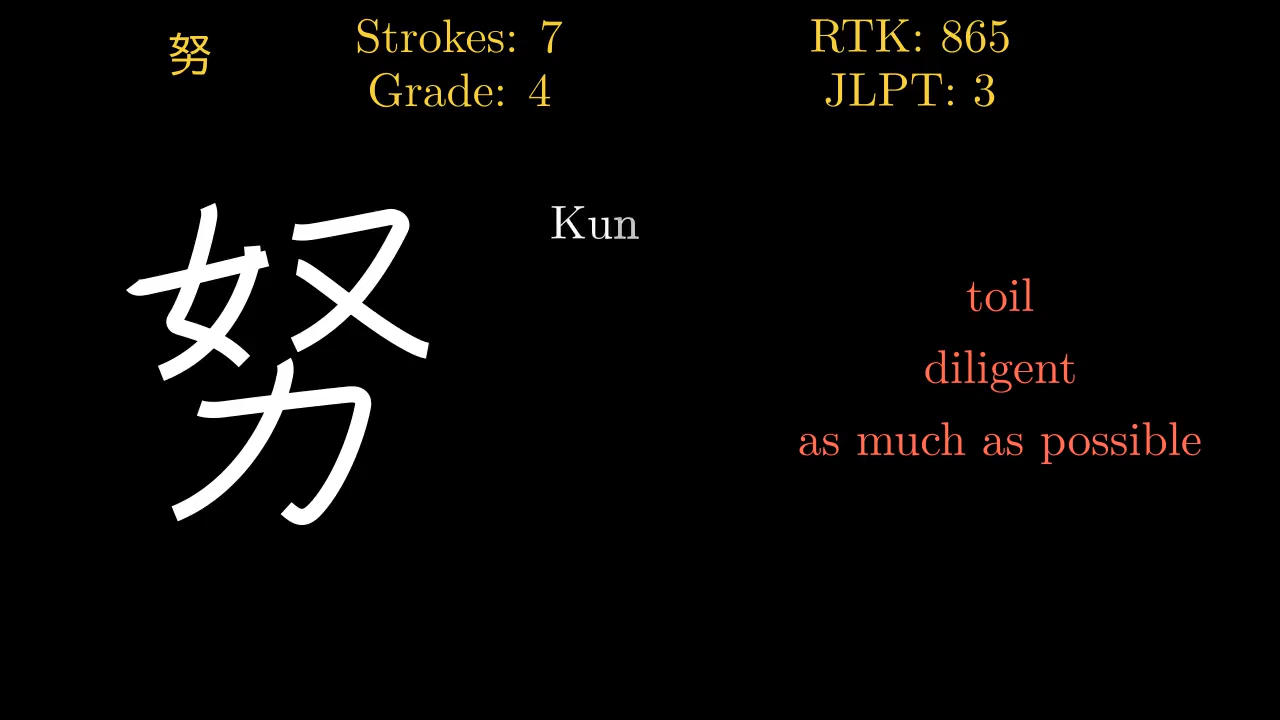 努
Strokes: 7
Grade: 4
RTK: 865
JLPT: 3
努
Kun
toil
diligent
as much as possible